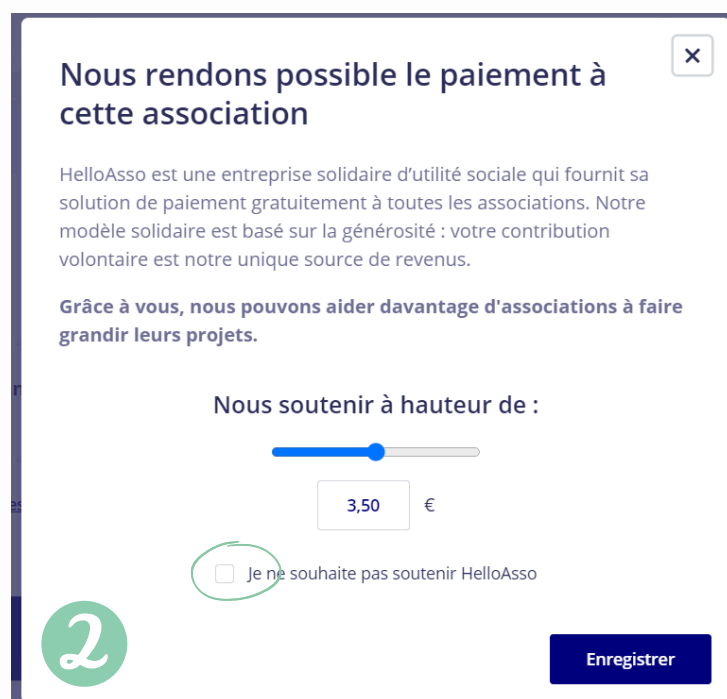 Nous rendons possible le paiement à
cette association
HelloAsso est une entreprise solidaire d'utilité sociale qui fournit sa
solution de paiement gratuitement à toutes les associations. Notre
modèle solidaire est basé sur la générosité : votre contribution
volontaire est notre unique source de revenus.
Grâce à vous, nous pouvons aider davantage d'associations à faire
grandir leurs projets.
Nous soutenir à hauteur de :
3,50 €
Je ne souhaite pas soutenir HelloAsso
2
Enregistrer